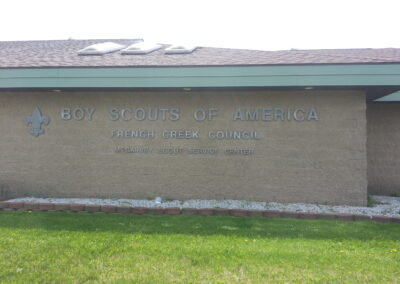 BOY SCOUTS OF AMERICA
FRENCH CREEK COUNCIL
SCOUT SERVICE CENTER